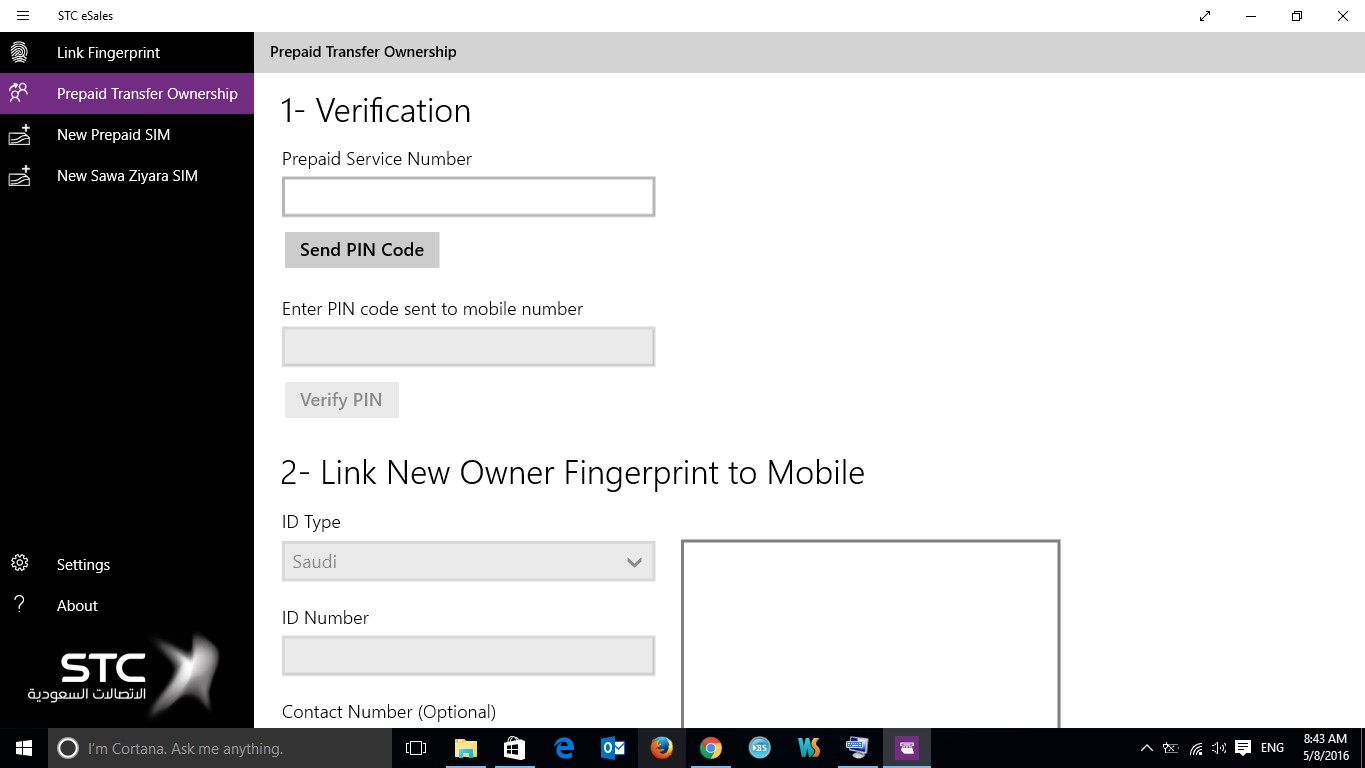 STC eSales
Link Fingerprint
Prepaid Transfer Ownership
New Prepaid SIM
New Sawa Ziyara SIM
Settings
About
STC
الاتصالات السعودية
Prepaid Transfer Ownership
1- Verification
Prepaid Service Number
Send PIN Code
Enter PIN code sent to mobile number
Verify PIN
2- Link New Owner Fingerprint to Mobile
ID Type
Saudi
ID Number
Contact Number (Optional)
I'm Cortana. Ask me anything.
KBS
ENG
8:43 AM
5/8/2016